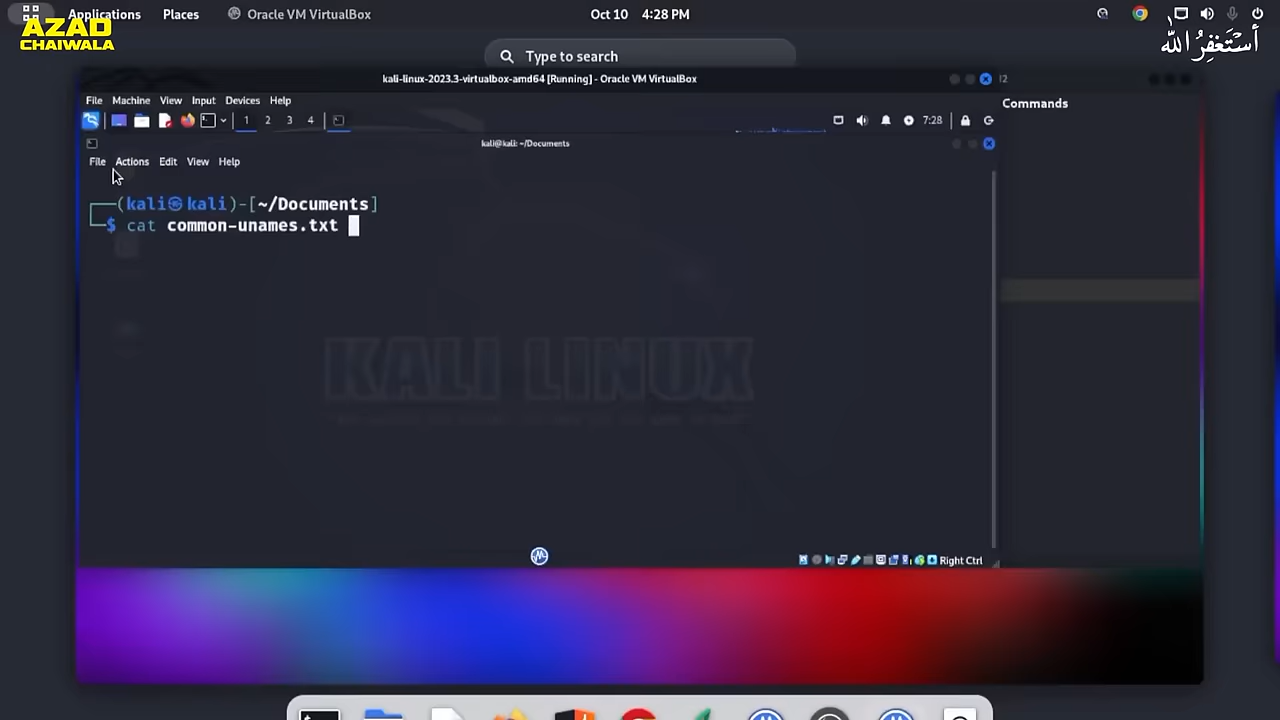 Applications Places Oracle VM VirtualBox Oct 10 4:28 PM
AZAD
CHAIWALA
أستغفر الله
Type to search
kali-linux-2023.3-virtualbox-amd64 [Running] - Oracle VM VirtualBox
File Machine View Input Devices Help
Commands
1 2 3 4 7:28
kali@kali: ~/Documents
File Actions Edit View Help
(kali㉿kali)-[~/Documents]
$ cat common-unames.txt
KALI LINUX
Right Ctrl